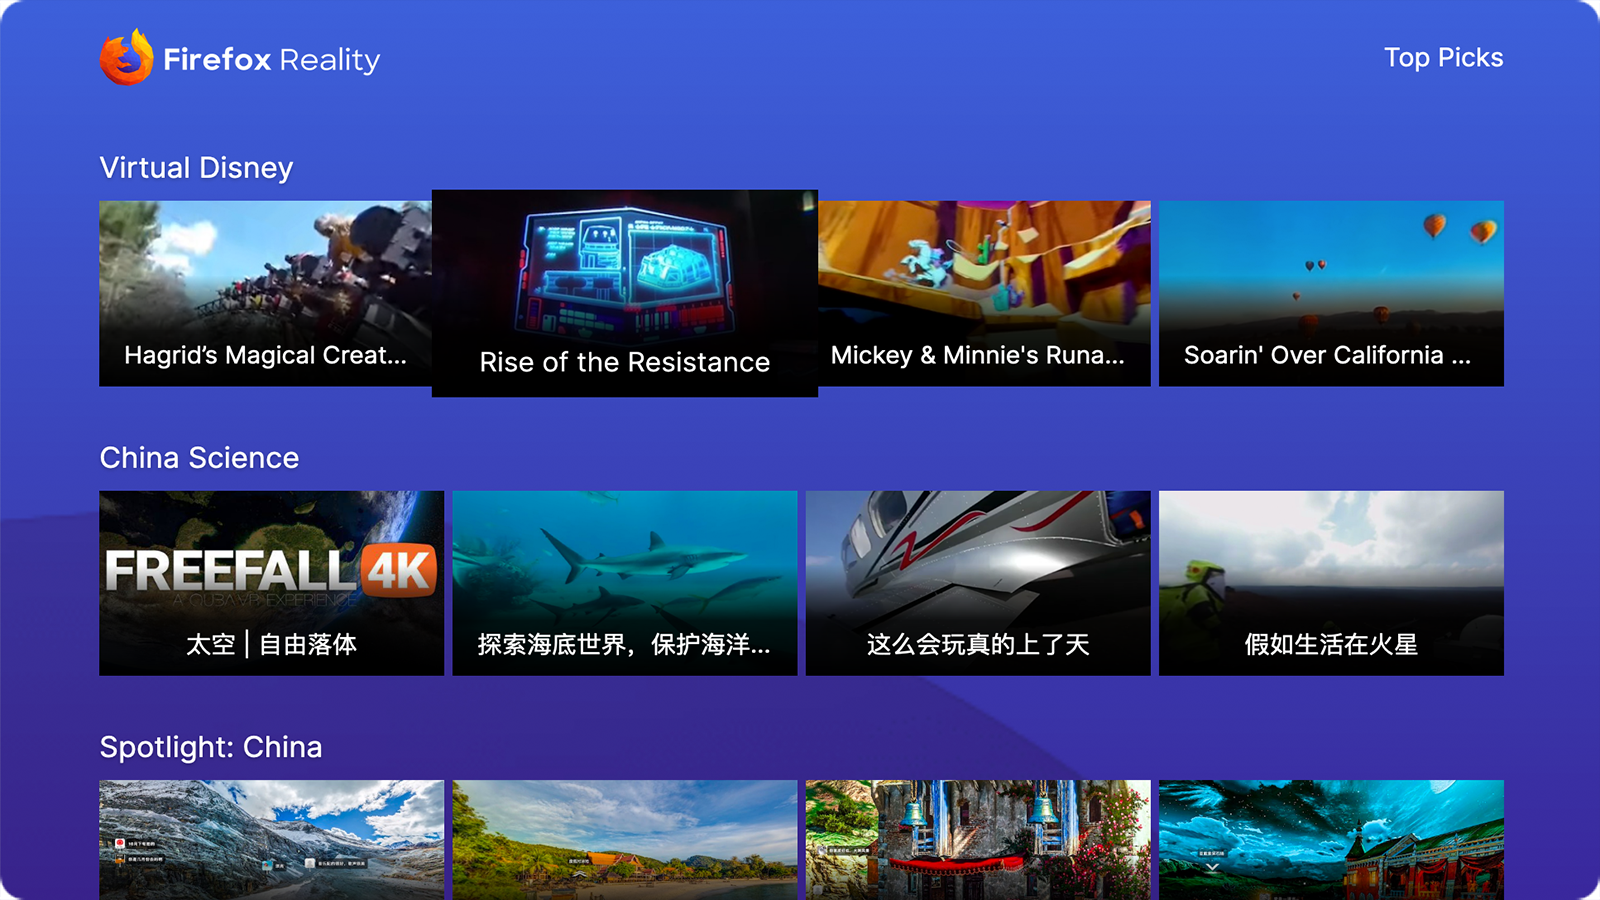 Firefox Reality
Top Picks
Virtual Disney
Hagrid’s Magical Creat...
Rise of the Resistance
Mickey & Minnie's Runa...
Soarin' Over California ...
China Science
FREEFALL 4K
A QUBA VR EXPERIENCE
太空 | 自由落体
探索海底世界，保护海洋...
这么会玩真的上了天
假如生活在火星
Spotlight: China